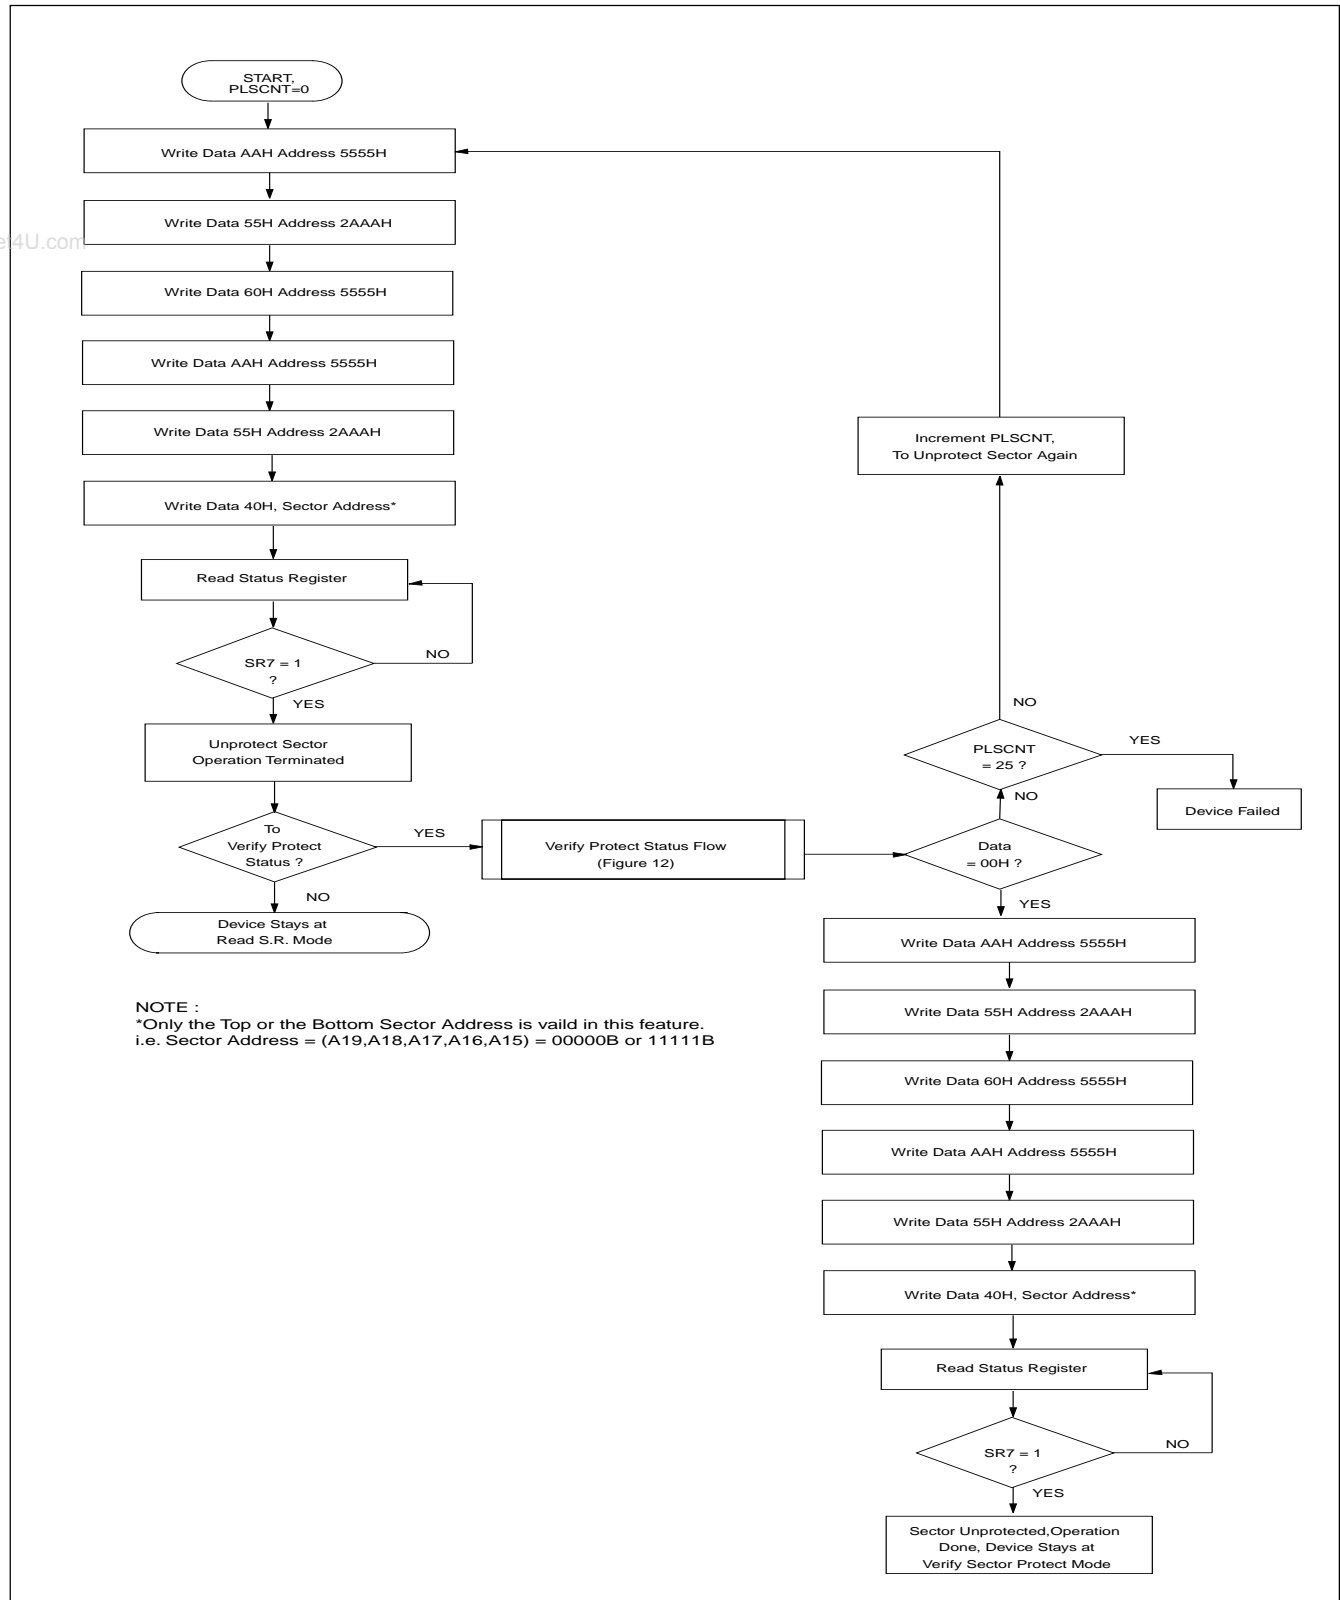 START,
PLSCNT=0
Write Data AAH Address 5555H
Write Data 55H Address 2AAAH
et4U.com
Write Data 60H Address 5555H
Write Data AAH Address 5555H
Write Data 55H Address 2AAAH
Write Data 40H, Sector Address*
Read Status Register
SR7 = 1
?
NO
YES
Unprotect Sector
Operation Terminated
To
Verify Protect
Status ?
YES
NO
Device Stays at
Read S.R. Mode
Verify Protect Status Flow
(Figure 12)
Increment PLSCNT,
To Unprotect Sector Again
NO
PLSCNT
= 25 ?
YES
Device Failed
NO
Data
= 00H ?
YES
Write Data AAH Address 5555H
Write Data 55H Address 2AAAH
Write Data 60H Address 5555H
Write Data AAH Address 5555H
Write Data 55H Address 2AAAH
Write Data 40H, Sector Address*
Read Status Register
SR7 = 1
?
NO
YES
Sector Unprotected,Operation
Done, Device Stays at
Verify Sector Protect Mode
NOTE :
*Only the Top or the Bottom Sector Address is vaild in this feature.
i.e. Sector Address = (A19,A18,A17,A16,A15) = 00000B or 11111B